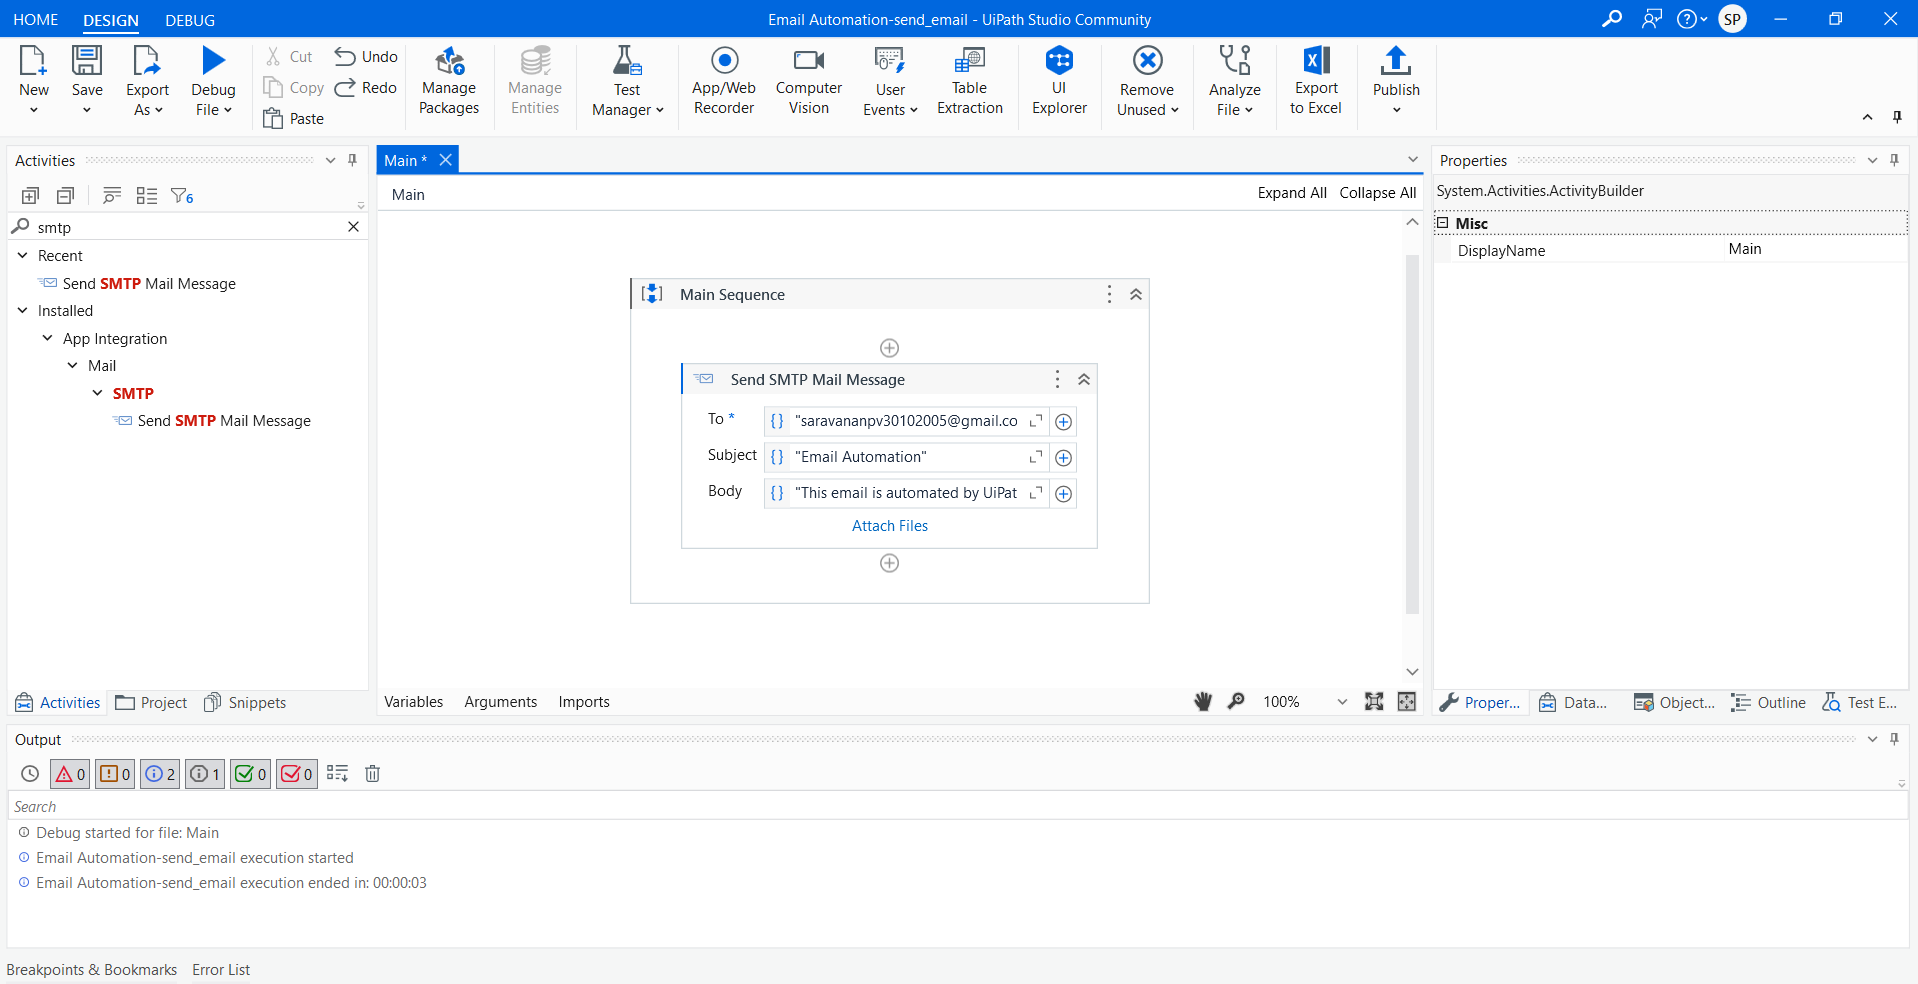 HOME DESIGN DEBUG
Email Automation-send_email - UiPath Studio Community
SP
New
Save
Export As
Debug File
Cut
Copy
Paste
Undo
Redo
Manage Packages
Manage Entities
Test Manager
App/Web Recorder
Computer Vision
User Events
Table Extraction
UI Explorer
Remove Unused
Analyze File
Export to Excel
Publish
Activities
6
smtp
Recent
Send SMTP Mail Message
Installed
App Integration
Mail
SMTP
Send SMTP Mail Message
Activities Project Snippets
Main *
Main
Expand All Collapse All
Main Sequence
Send SMTP Mail Message
To * {} "saravananpv30102005@gmail.co
Subject {} "Email Automation"
Body {} "This email is automated by UiPat
Attach Files
Variables Arguments Imports
100%
Properties
System.Activities.ActivityBuilder
Misc
DisplayName Main
Proper... Data... Object... Outline Test E...
Output
0 0 2 1 0 0
Search
Debug started for file: Main
Email Automation-send_email execution started
Email Automation-send_email execution ended in: 00:00:03
Breakpoints & Bookmarks Error List